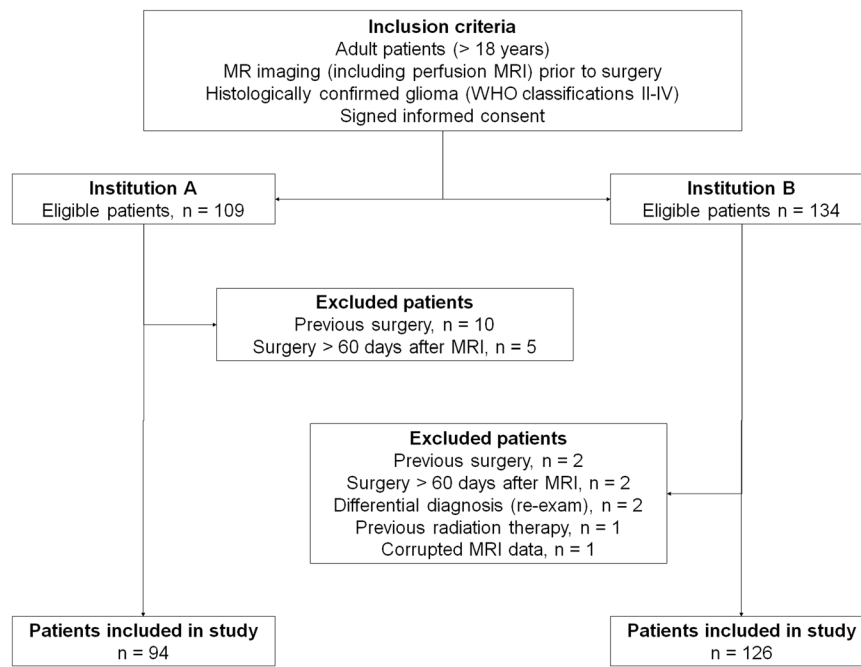 Inclusion criteria
Adult patients (> 18 years)
MR imaging (including perfusion MRI) prior to surgery
Histologically confirmed glioma (WHO classifications II-IV)
Signed informed consent
Institution A
Eligible patients, n = 109
Institution B
Eligible patients n = 134
Excluded patients
Previous surgery, n = 10
Surgery > 60 days after MRI, n = 5
Excluded patients
Previous surgery, n = 2
Surgery > 60 days after MRI, n = 2
Differential diagnosis (re-exam), n = 2
Previous radiation therapy, n = 1
Corrupted MRI data, n = 1
Patients included in study
n = 94
Patients included in study
n = 126